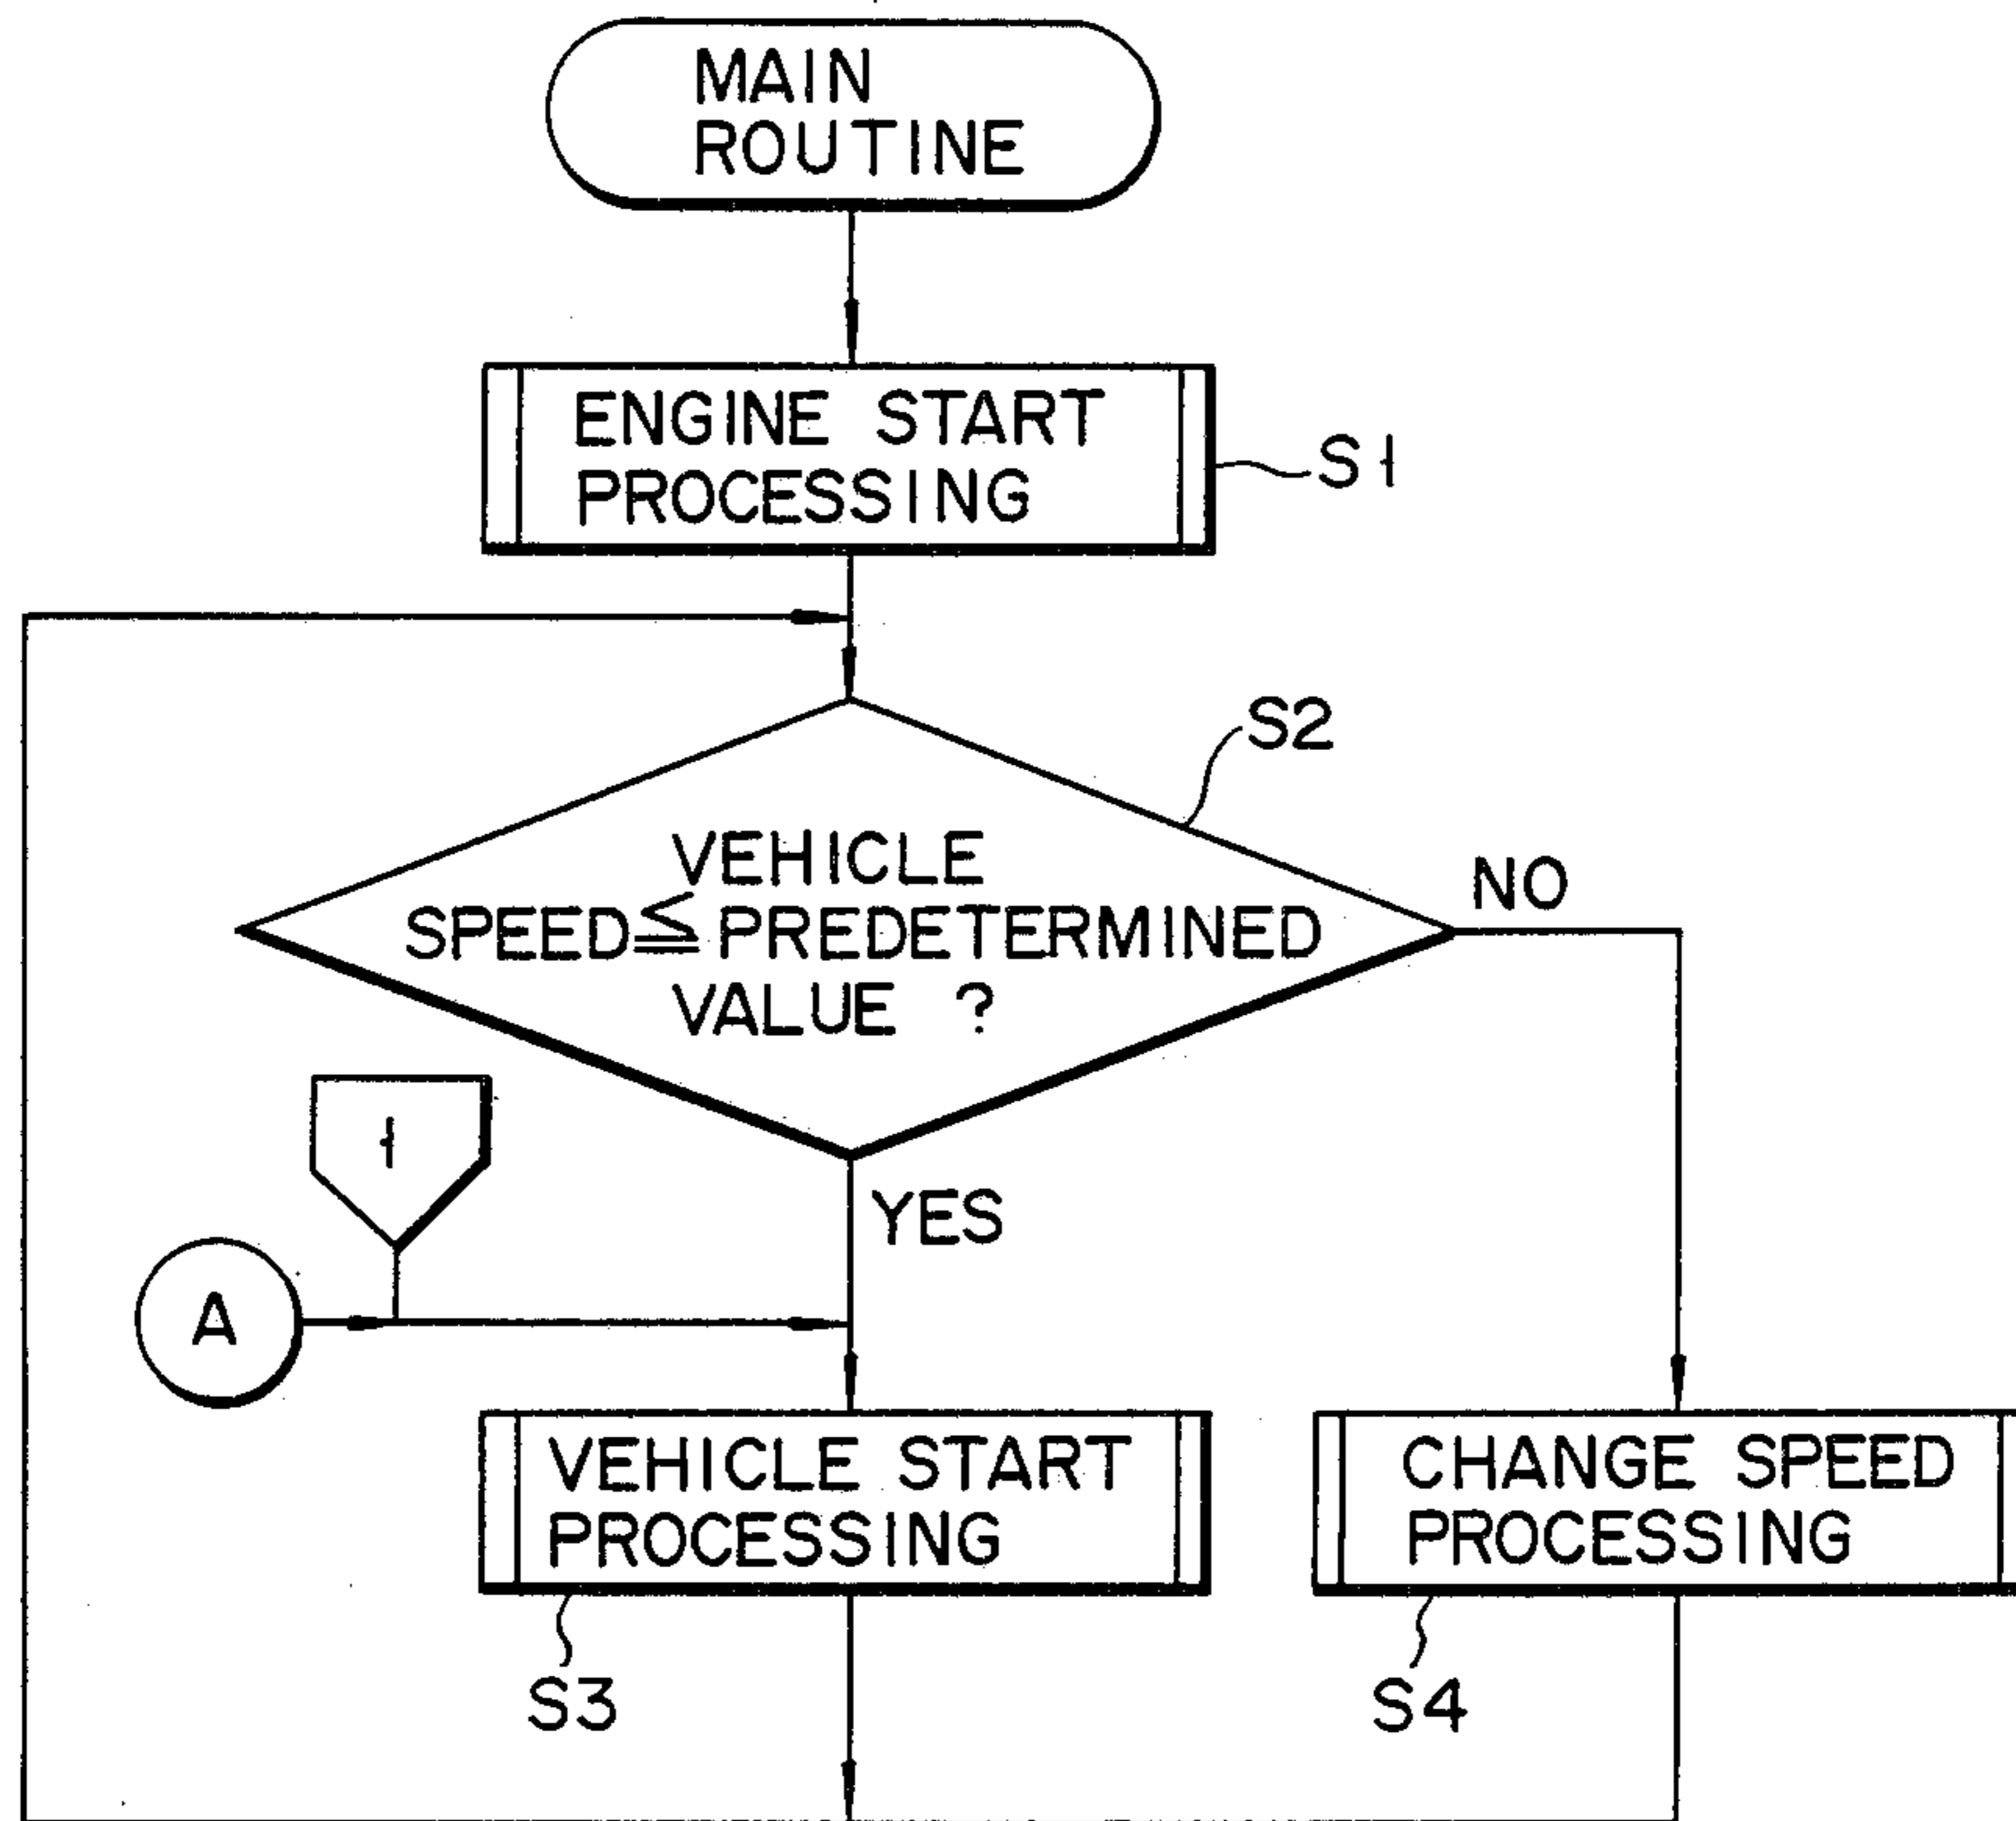 MAIN
ROUTINE
ENGINE START
PROCESSING
S1
S2
VEHICLE
SPEED≦PREDETERMINED
VALUE ?
NO
1
YES
A
VEHICLE START
PROCESSING
CHANGE SPEED
PROCESSING
S3
S4